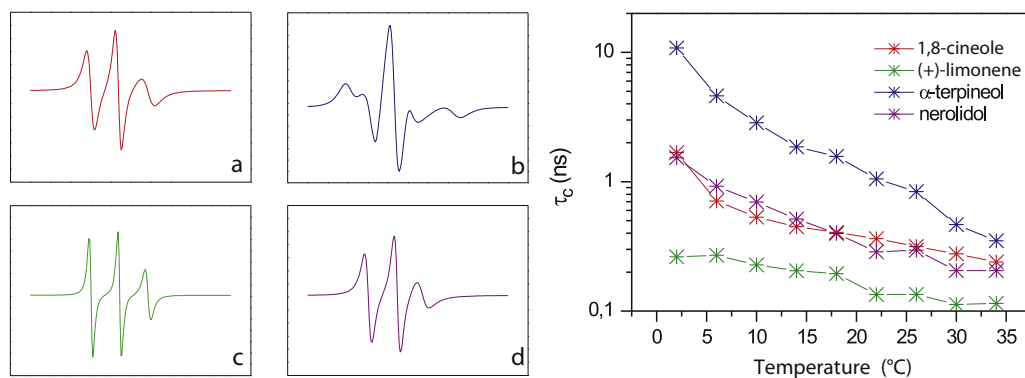 a
b
c
d
10
1
0,1
τc (ns)
0 5 10 15 20 25 30 35
Temperature (°C)
1,8-cineole
(+)-limonene
α-terpineol
nerolidol